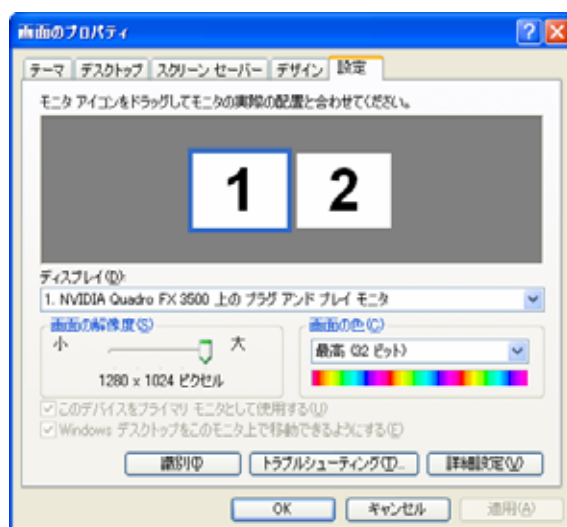 画面のプロパティ
テーマ デスクトップ スクリーン セーバー デザイン 設定
モニタ アイコンをドラッグしてモニタの実際の配置と合わせてください。
1 2
ディスプレイ(D):
1. NVIDIA Quadro FX 3500 上の プラグ アンド プレイ モニタ
画面の解像度(S)
小 大
1280 x 1024 ピクセル
画面の色(C)
最高 (32 ビット)
このデバイスをプライマリ モニタとして使用する(U)
Windows デスクトップをこのモニタ上で移動できるようにする(E)
識別(I) トラブルシューティング(T)... 詳細設定(V)
OK キャンセル 適用(A)